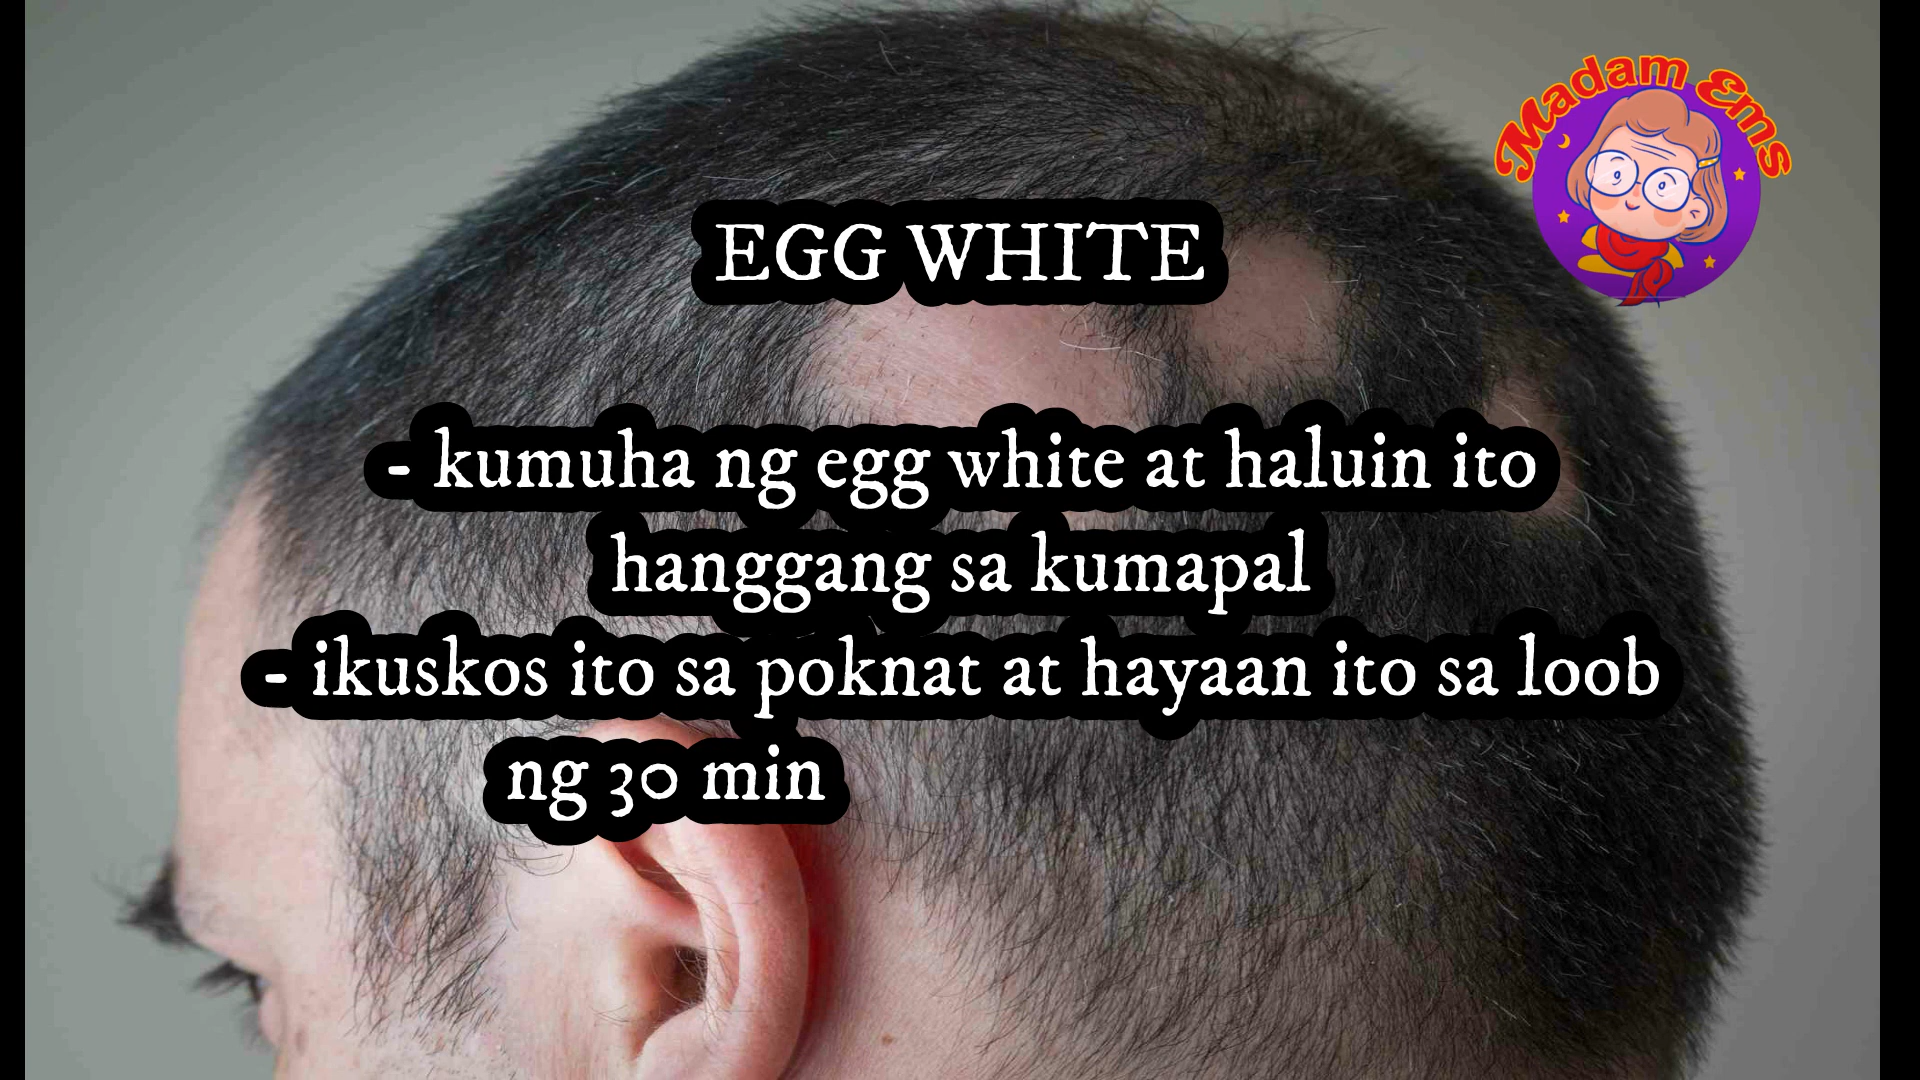 Madam Ems
EGG WHITE
- kumuha ng egg white at haluin ito
hanggang sa kumapal
- ikuskos ito sa poknat at hayaan ito sa loob
ng 30 min